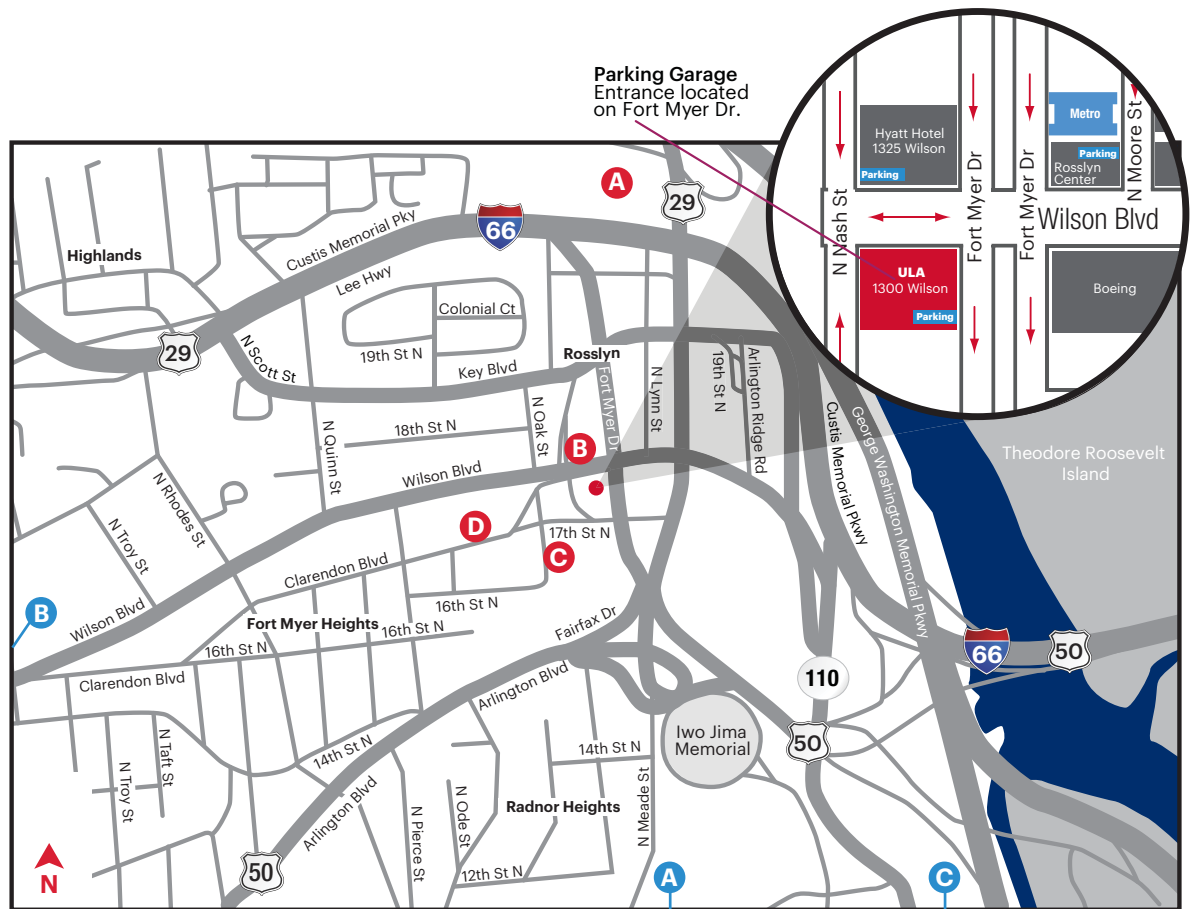 Parking Garage
Entrance located
on Fort Myer Dr.
Hyatt Hotel
1325 Wilson
Parking
Metro
Parking
Rosslyn
Center
N Moore St
N Nash St
Fort Myer Dr
Fort Myer Dr
Wilson Blvd
ULA
1300 Wilson
Parking
Boeing
A
29
66
Custis Memorial Pky
Lee Hwy
Highlands
29
Colonial Ct
19th St N
N Scott St
Key Blvd
Rosslyn
Fort Myer Dr
N Lynn St
19th St N
Arlington Ridge Rd
Custis Memorial Pkwy
George Washington Memorial Pkwy
Theodore Roosevelt
Island
N Quinn St
18th St N
N Oak St
B
Wilson Blvd
N Rhodes St
N Troy St
D
17th St N
C
Clarendon Blvd
16th St N
B
Wilson Blvd
Fort Myer Heights
16th St N
16th St N
Fairfax Dr
Clarendon Blvd
Arlington Blvd
66
50
110
Iwo Jima
Memorial
50
14th St N
14th St N
N Taft St
N Troy St
Arlington Blvd
N Pierce St
N Ode St
Radnor Heights
N Meade St
12th St N
50
N
A
C